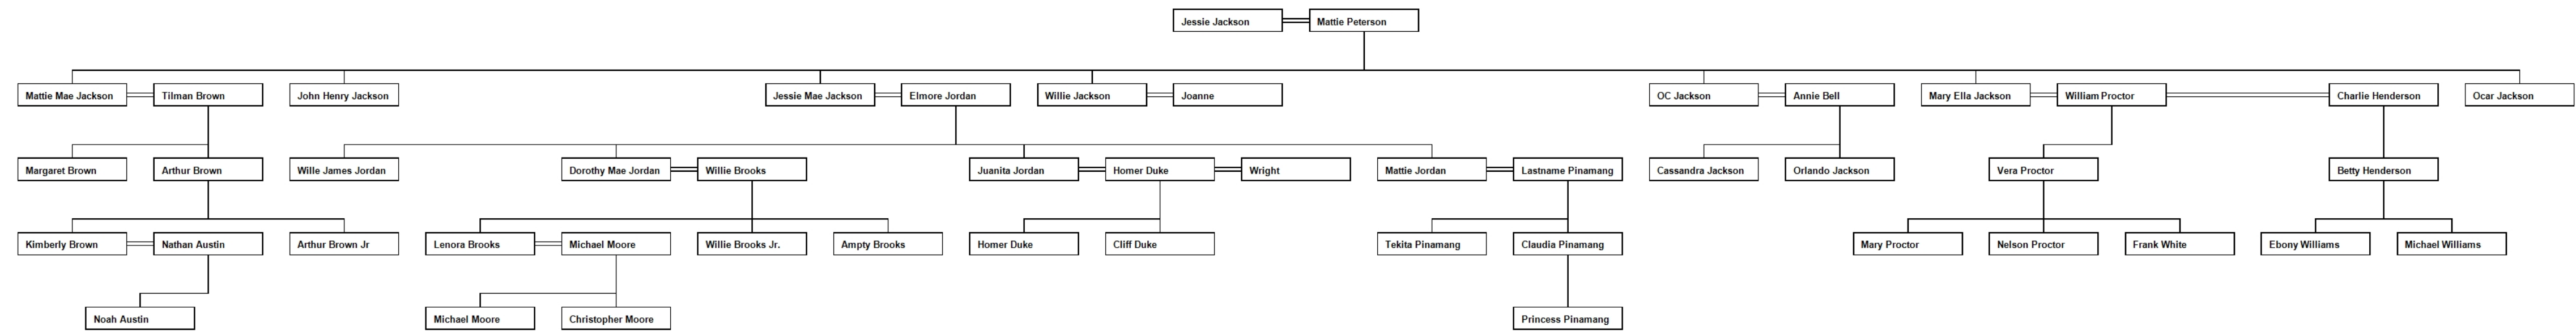 Jessie Jackson
Mattie Peterson
Mattie Mae Jackson
Tilman Brown
John Henry Jackson
Jessie Mae Jackson
Elmore Jordan
Willie Jackson
Joanne
OC Jackson
Annie Bell
Mary Ella Jackson
William Proctor
Charlie Henderson
Ocar Jackson
Margaret Brown
Arthur Brown
Wille James Jordan
Dorothy Mae Jordan
Willie Brooks
Juanita Jordan
Homer Duke
Wright
Mattie Jordan
Lastname Pinamang
Cassandra Jackson
Orlando Jackson
Vera Proctor
Betty Henderson
Kimberly Brown
Nathan Austin
Arthur Brown Jr
Lenora Brooks
Michael Moore
Willie Brooks Jr.
Ampty Brooks
Homer Duke
Cliff Duke
Tekita Pinamang
Claudia Pinamang
Mary Proctor
Nelson Proctor
Frank White
Ebony Williams
Michael Williams
Noah Austin
Michael Moore
Christopher Moore
Princess Pinamang